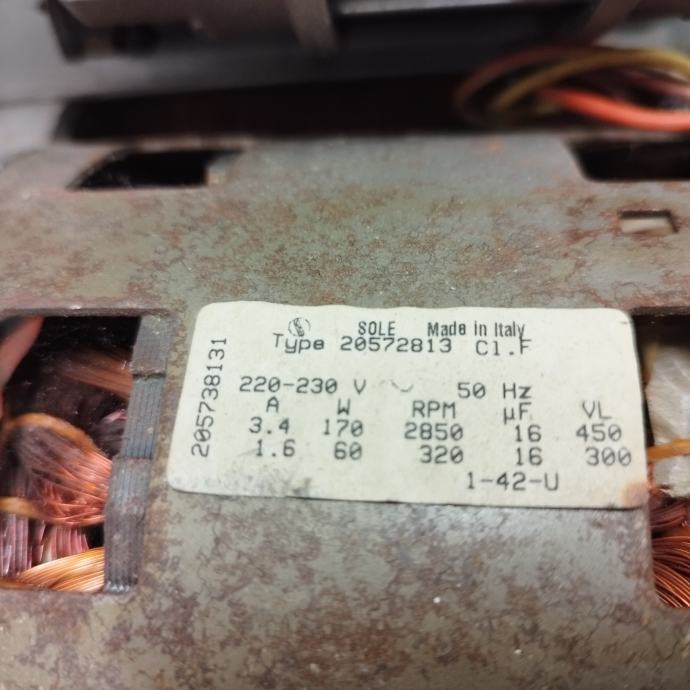 SOLE Made in Italy
Type 20572813 Cl.F
205738131
220-230 V ~ 50 Hz
A W RPM µF VL
3.4 170 2850 16 450
1.6 60 320 16 300
1-42-U